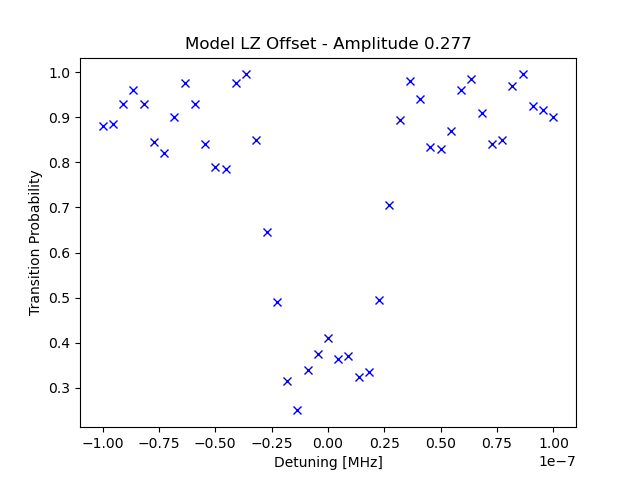 Model LZ Offset - Amplitude 0.277
1.0
0.9
0.8
0.7
0.6
0.5
0.4
0.3
Transition Probability
−1.00 −0.75 −0.50 −0.25 0.00 0.25 0.50 0.75 1.00
1e−7
Detuning [MHz]